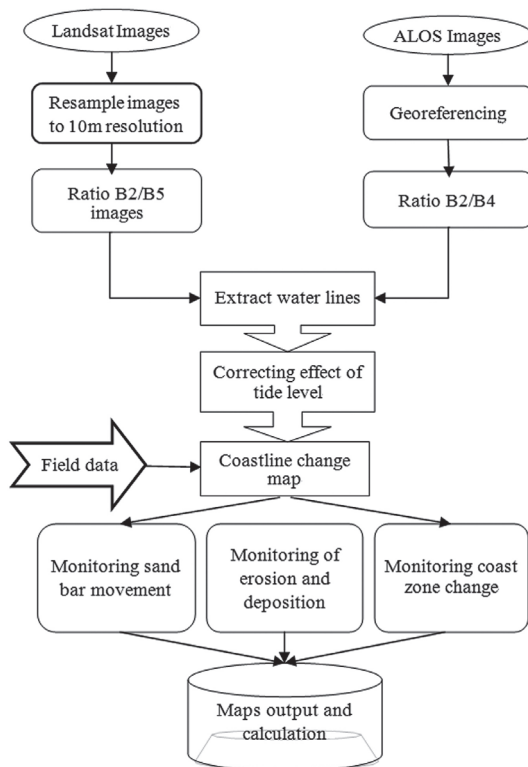 Landsat Images
ALOS Images
Resample images
to 10m resolution
Georeferencing
Ratio B2/B5
images
Ratio B2/B4
Extract water lines
Correcting effect of
tide level
Field data
Coastline change
map
Monitoring sand
bar movement
Monitoring of
erosion and
deposition
Monitoring coast
zone change
Maps output and
calculation